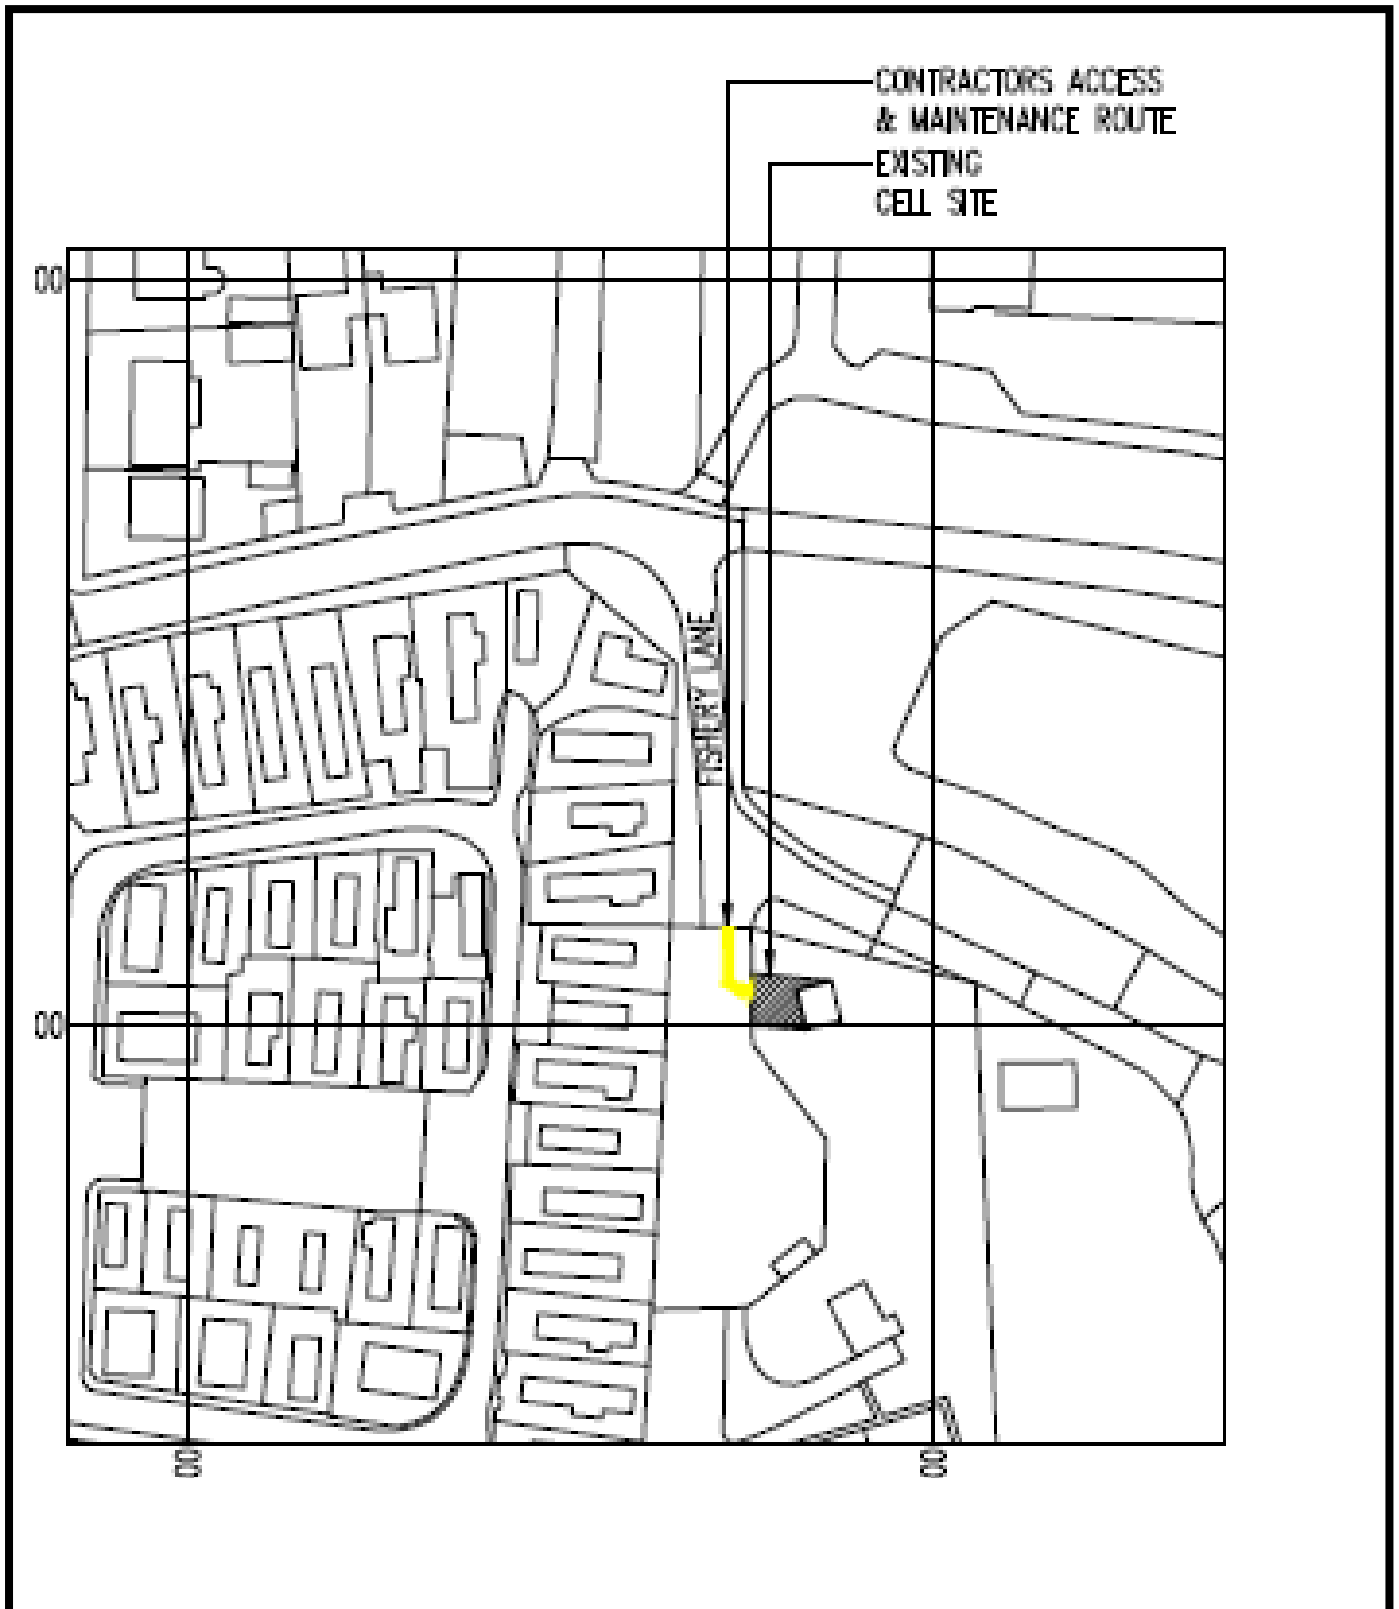 CONTRACTORS ACCESS
& MAINTENANCE ROUTE
EXISTING
CELL SITE
00
FISHERY LANE
00
00
00